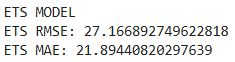 ETS MODEL
ETS RMSE: 27.166892749622818
ETS MAE: 21.89440820297639